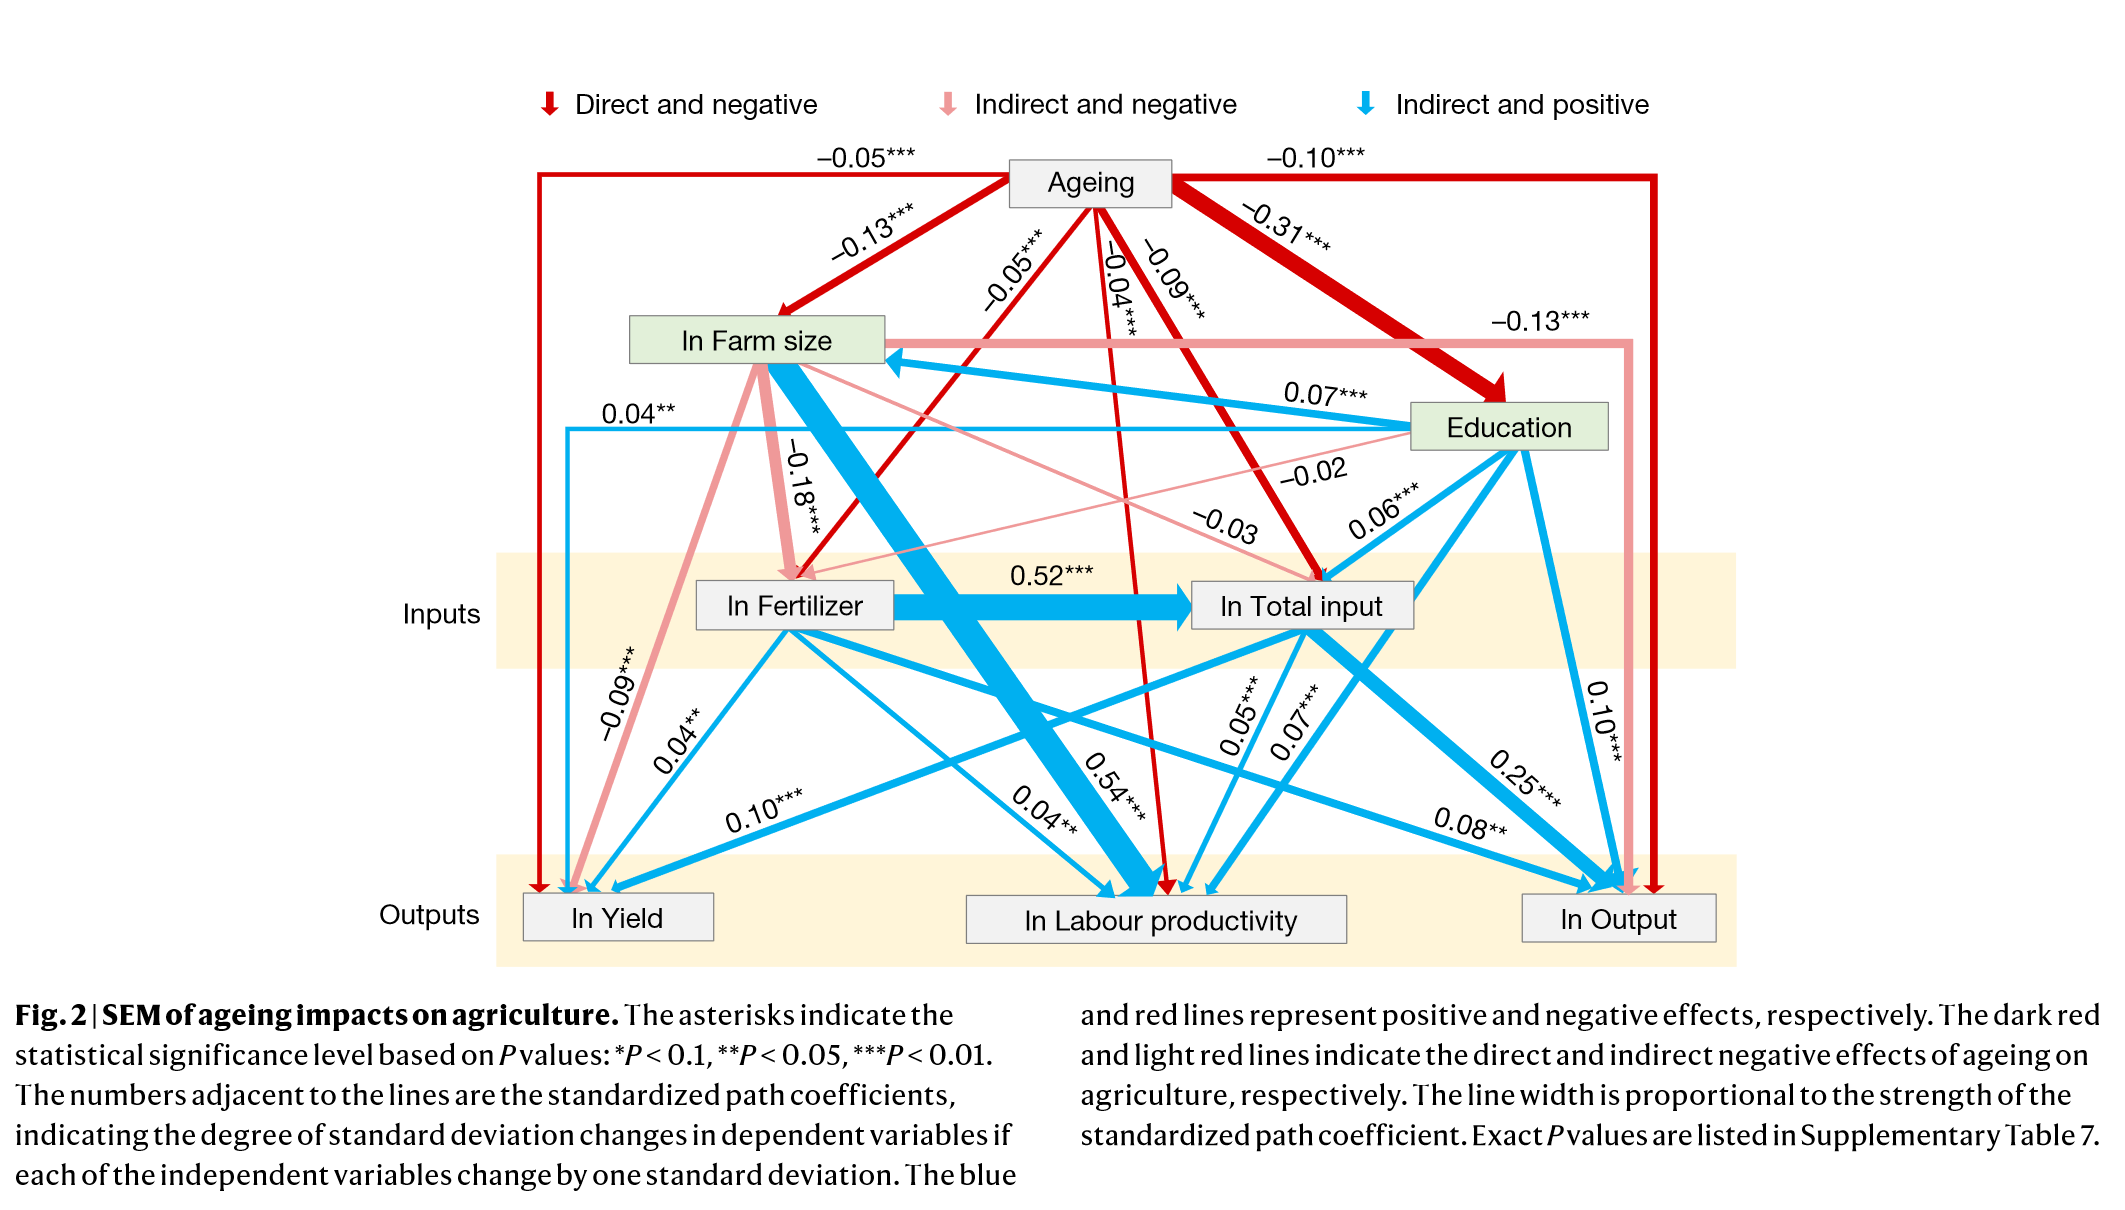 Direct and negative
Indirect and negative
Indirect and positive
–0.05***
–0.10***
Ageing
–0.13***
–0.05***
–0.04***
–0.09***
–0.31***
–0.13***
ln Farm size
0.07***
0.04**
Education
–0.18***
–0.02
–0.03
0.06***
0.52***
Inputs
ln Fertilizer
ln Total input
–0.09***
0.04**
0.05***
0.07***
0.10***
0.10***
0.04**
0.54***
0.25***
0.08**
Outputs
ln Yield
ln Labour productivity
ln Output
Fig. 2 | SEM of ageing impacts on agriculture. The asterisks indicate the
statistical significance level based on P values: *P < 0.1, **P < 0.05, ***P < 0.01.
The numbers adjacent to the lines are the standardized path coefficients,
indicating the degree of standard deviation changes in dependent variables if
each of the independent variables change by one standard deviation. The blue
and red lines represent positive and negative effects, respectively. The dark red
and light red lines indicate the direct and indirect negative effects of ageing on
agriculture, respectively. The line width is proportional to the strength of the
standardized path coefficient. Exact P values are listed in Supplementary Table 7.